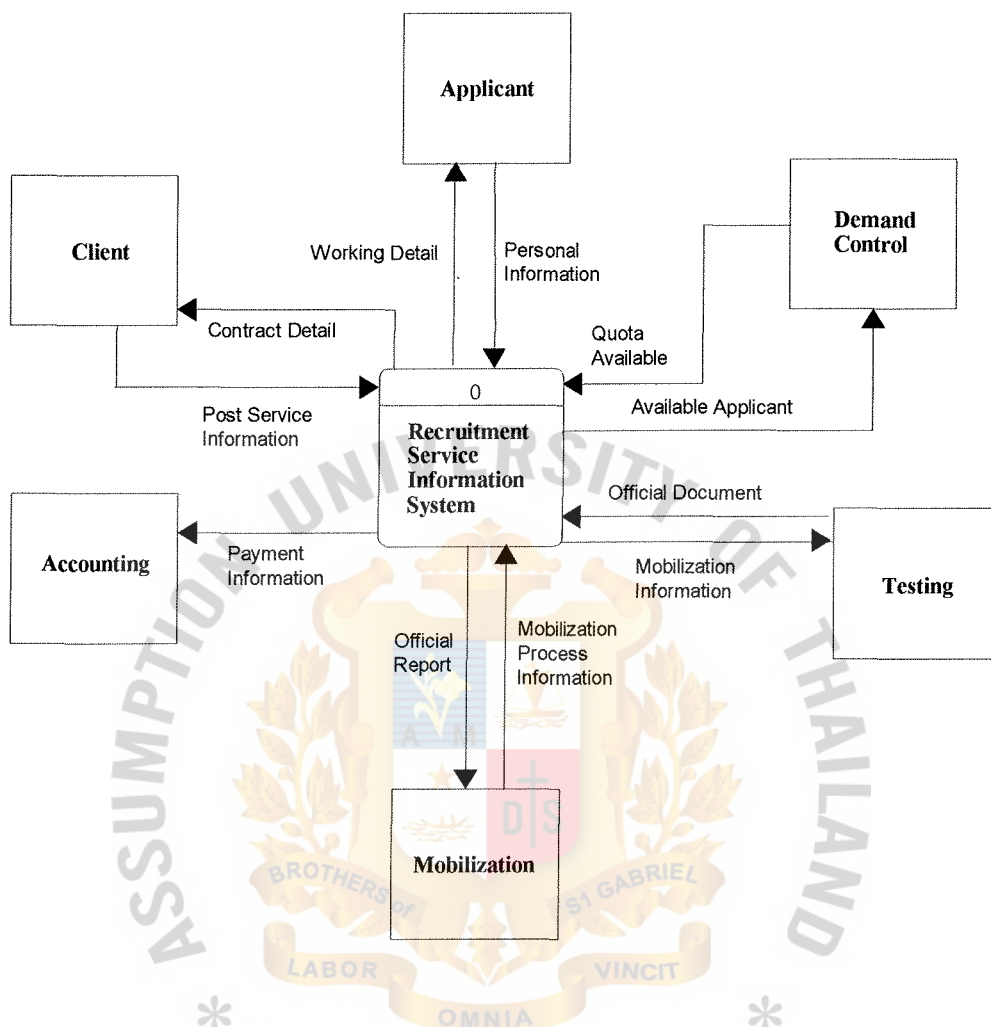 Applicant
Client
Demand
Control
Working Detail
Personal
Information
Contract Detail
Quota
Available
Post Service
Information
Available Applicant
0
Recruitment
Service
Information
System
Official Document
Accounting
Payment
Information
Mobilization
Information
Testing
Official
Report
Mobilization
Process
Information
Mobilization
ASSUMPTION UNIVERSITY OF THAILAND
A M
D S
BROTHERS of
S1 GABRIEL
LABOR
VINCIT
OMNIA
* *